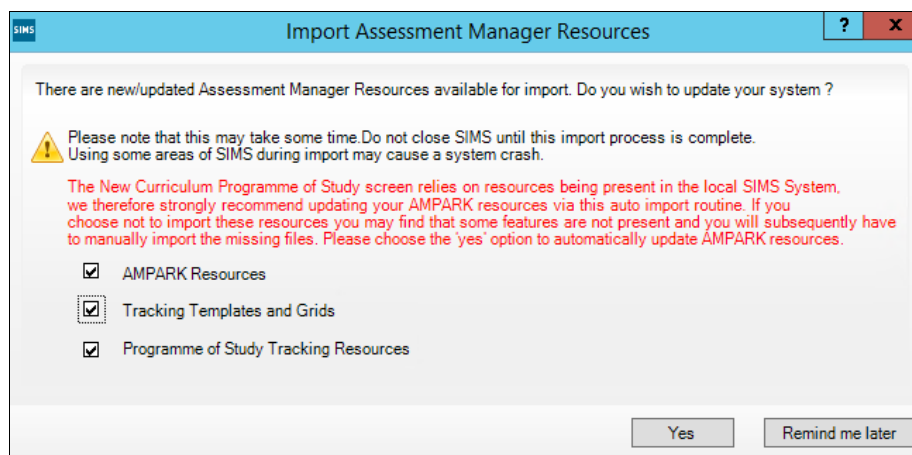 SIMS
Import Assessment Manager Resources
? x
There are new/updated Assessment Manager Resources available for import. Do you wish to update your system ?
Please note that this may take some time.Do not close SIMS until this import process is complete.
Using some areas of SIMS during import may cause a system crash.
The New Curriculum Programme of Study screen relies on resources being present in the local SIMS System,
we therefore strongly recommend updating your AMPARK resources via this auto import routine. If you
choose not to import these resources you may find that some features are not present and you will subsequently have
to manually import the missing files. Please choose the 'yes' option to automatically update AMPARK resources.
AMPARK Resources
Tracking Templates and Grids
Programme of Study Tracking Resources
Yes
Remind me later